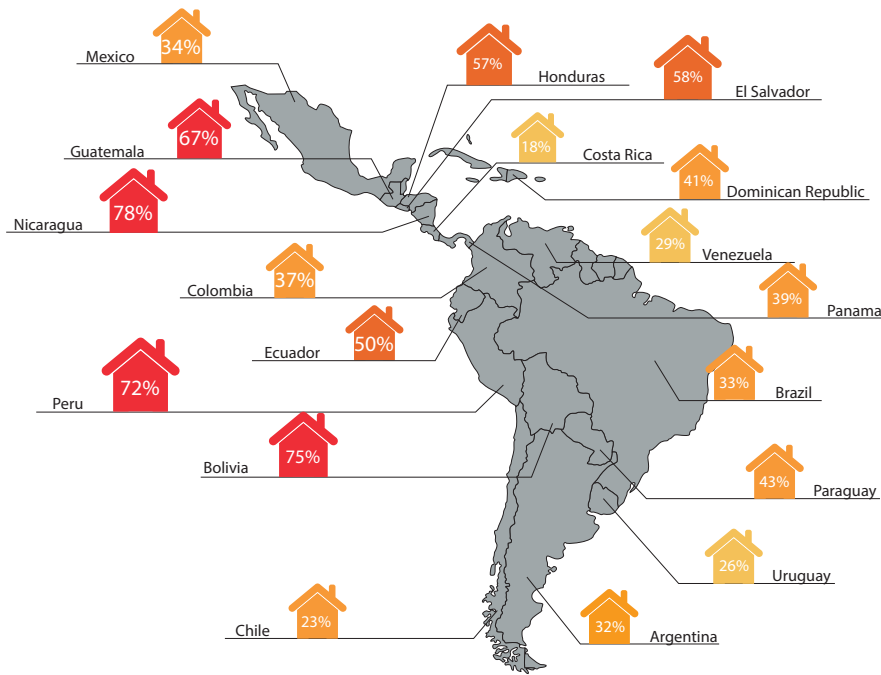 34%
Mexico
57%
Honduras
58%
El Salvador
67%
Guatemala
18%
Costa Rica
41%
Dominican Republic
78%
Nicaragua
29%
Venezuela
37%
Colombia
39%
Panama
50%
Ecuador
72%
Peru
33%
Brazil
75%
Bolivia
43%
Paraguay
26%
Uruguay
23%
Chile
32%
Argentina